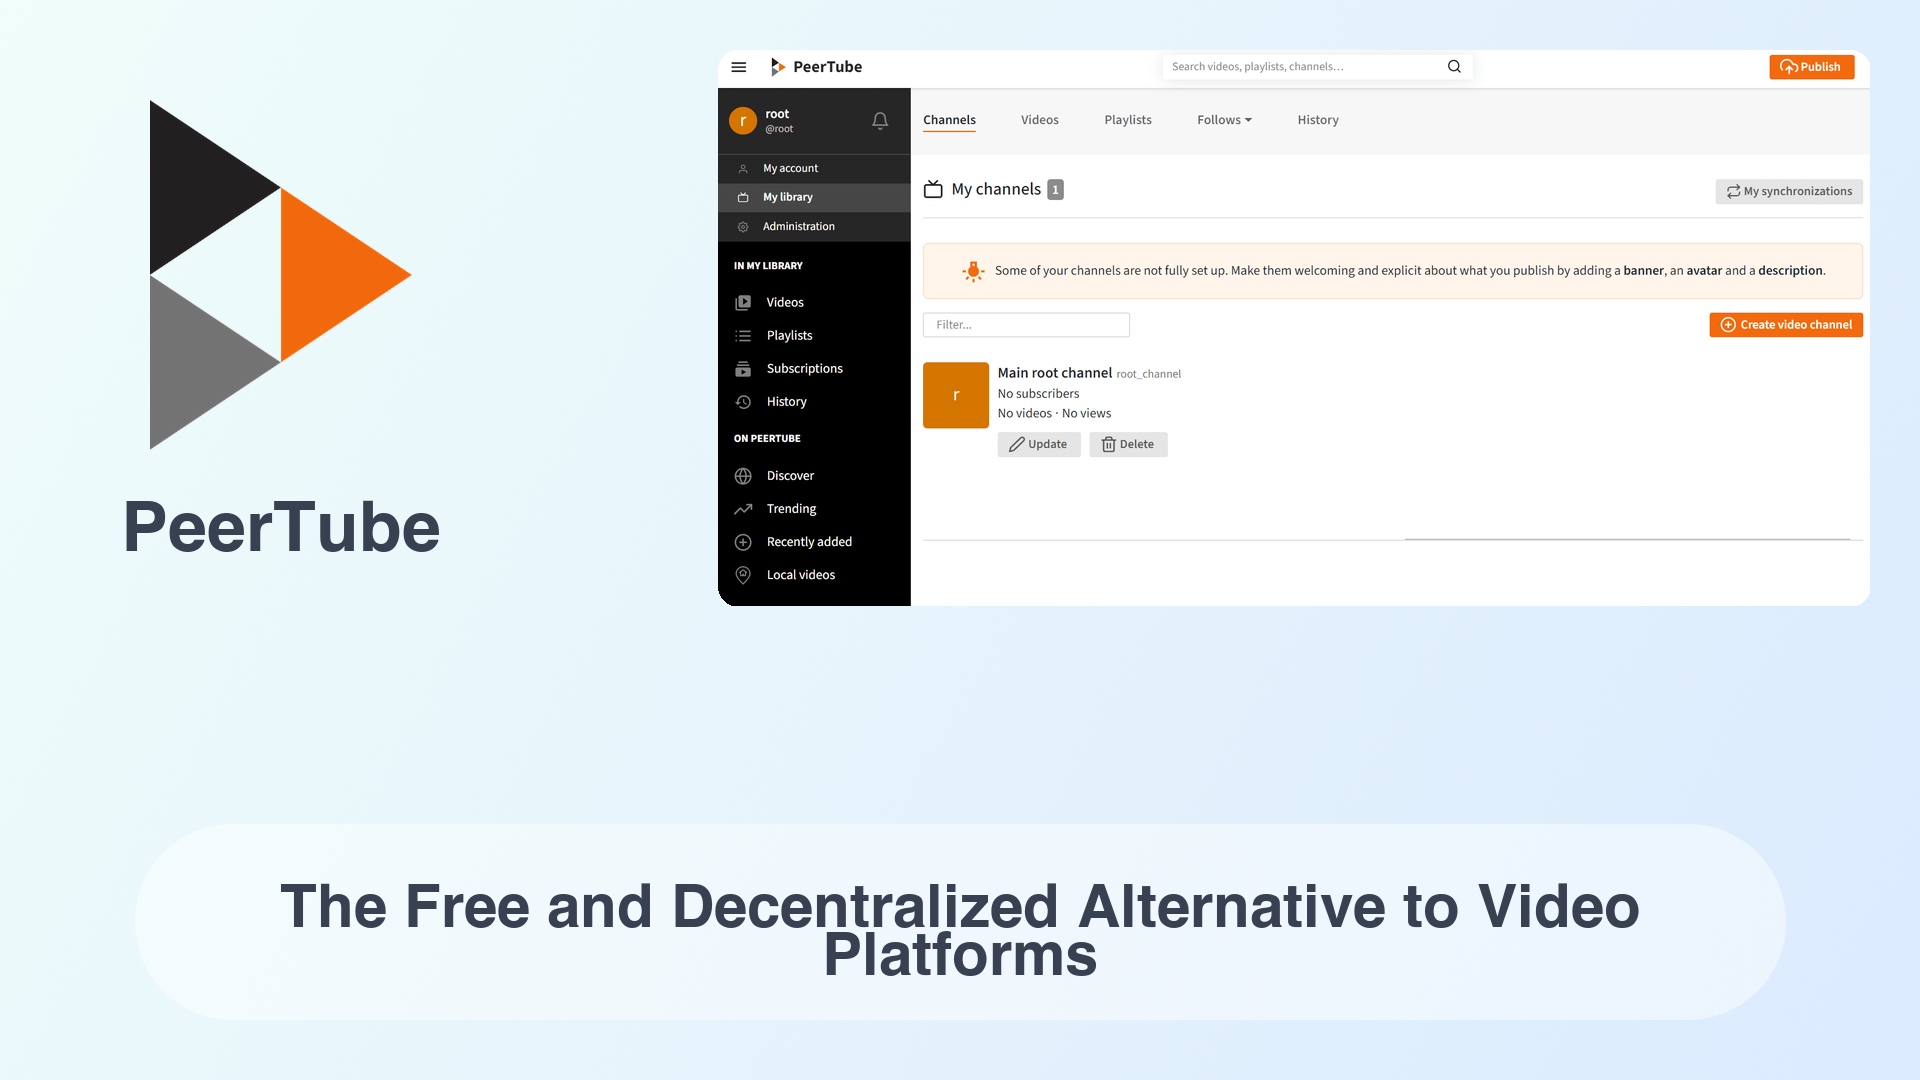 PeerTube
PeerTube
Search videos, playlists, channels…
Publish
r
root
@root
My account
My library
Administration
IN MY LIBRARY
Videos
Playlists
Subscriptions
History
ON PEERTUBE
Discover
Trending
Recently added
Local videos
Channels
Videos
Playlists
Follows
History
My channels 1
My synchronizations
Some of your channels are not fully set up. Make them welcoming and explicit about what you publish by adding a banner, an avatar and a description.
Filter...
Create video channel
r
Main root channel root_channel
No subscribers
No videos · No views
Update
Delete
The Free and Decentralized Alternative to Video
Platforms